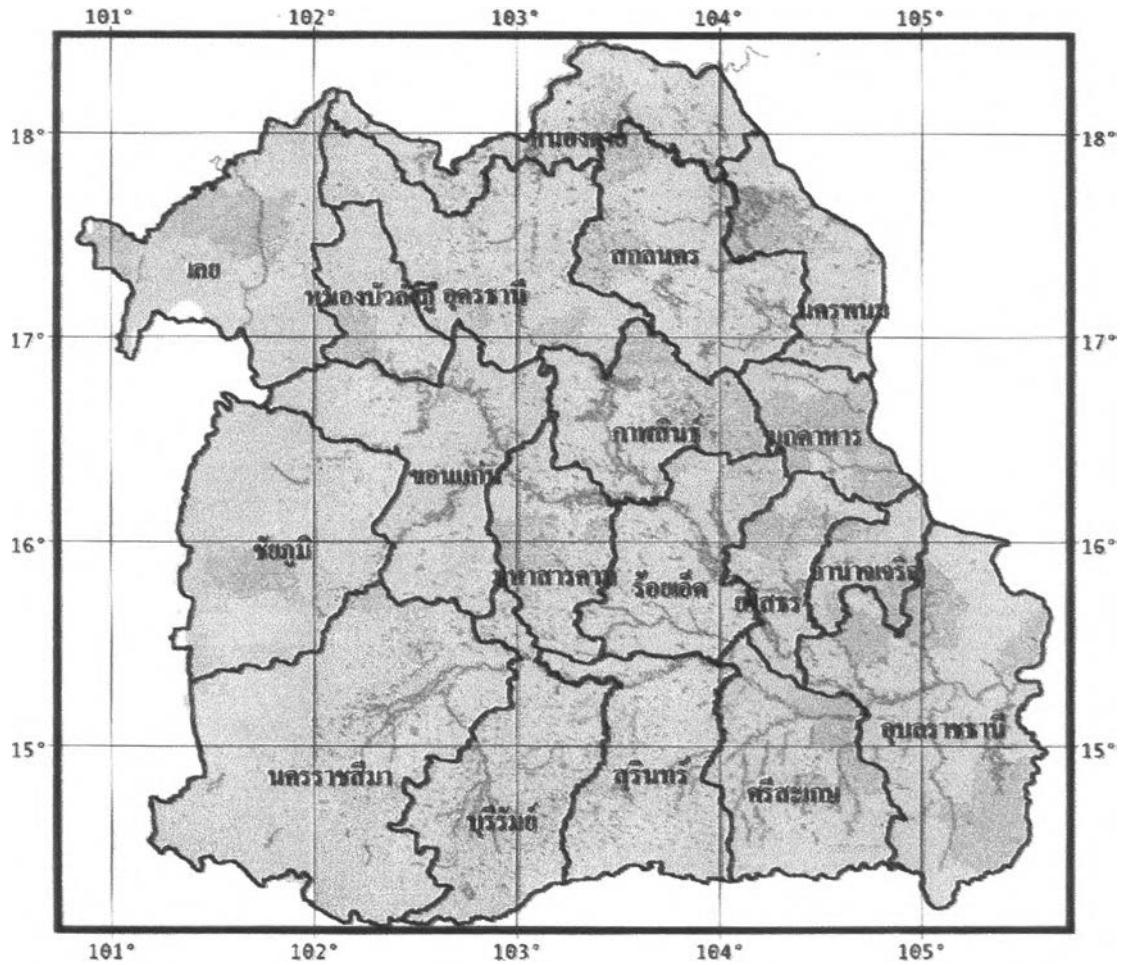 101° 102° 103° 104° 105°
18° 18°
หนองคาย
สกลนคร
เลย
หนองบัวลำภู อุดรธานี
นครพนม
17° 17°
กาฬสินธุ์
มุกดาหาร
ขอนแก่น
16° 16°
ชัยภูมิ
มหาสารคาม
ร้อยเอ็ด
ยโสธร
อำนาจเจริญ
อุบลราชธานี
15° 15°
นครราชสีมา
สุรินทร์
ศรีสะเกษ
บุรีรัมย์
101° 102° 103° 104° 105°